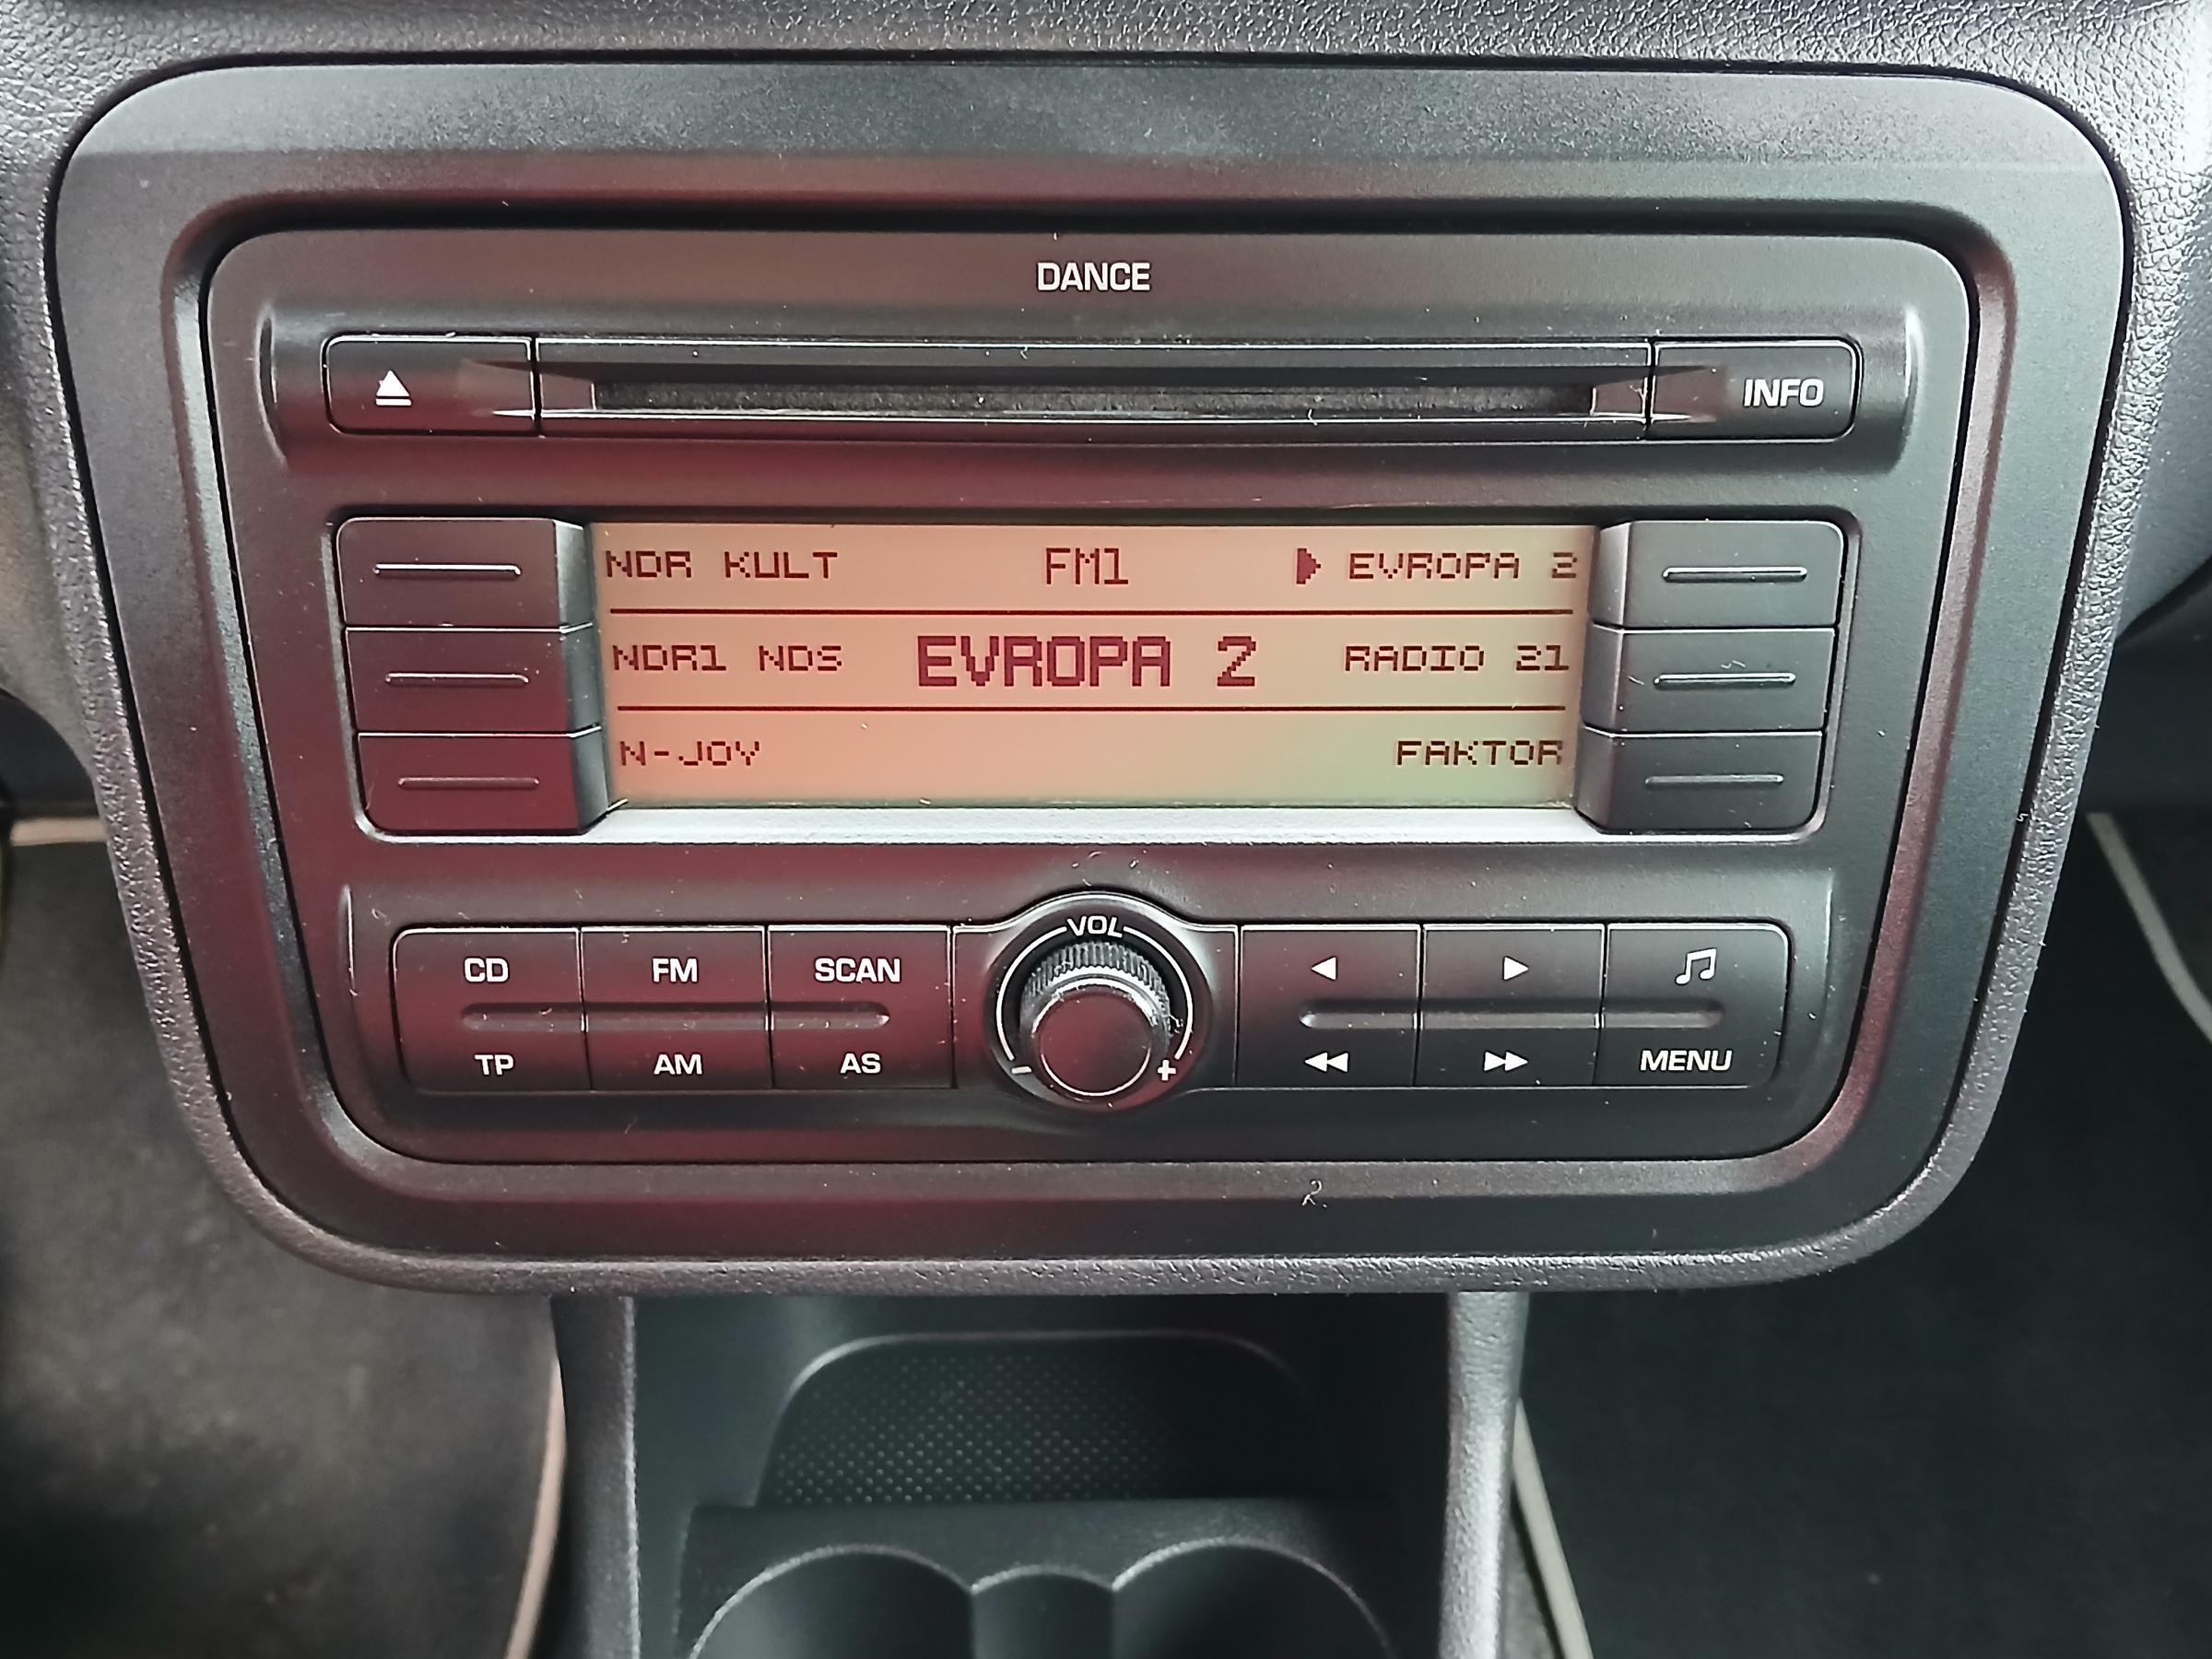 DANCE
INFO
NDR KULT FM1 EVROPA 2
NDR1 NDS EVROPA 2 RADIO 21
N-JOY FAKTOR
VOL
CD FM SCAN
TP AM AS - + MENU